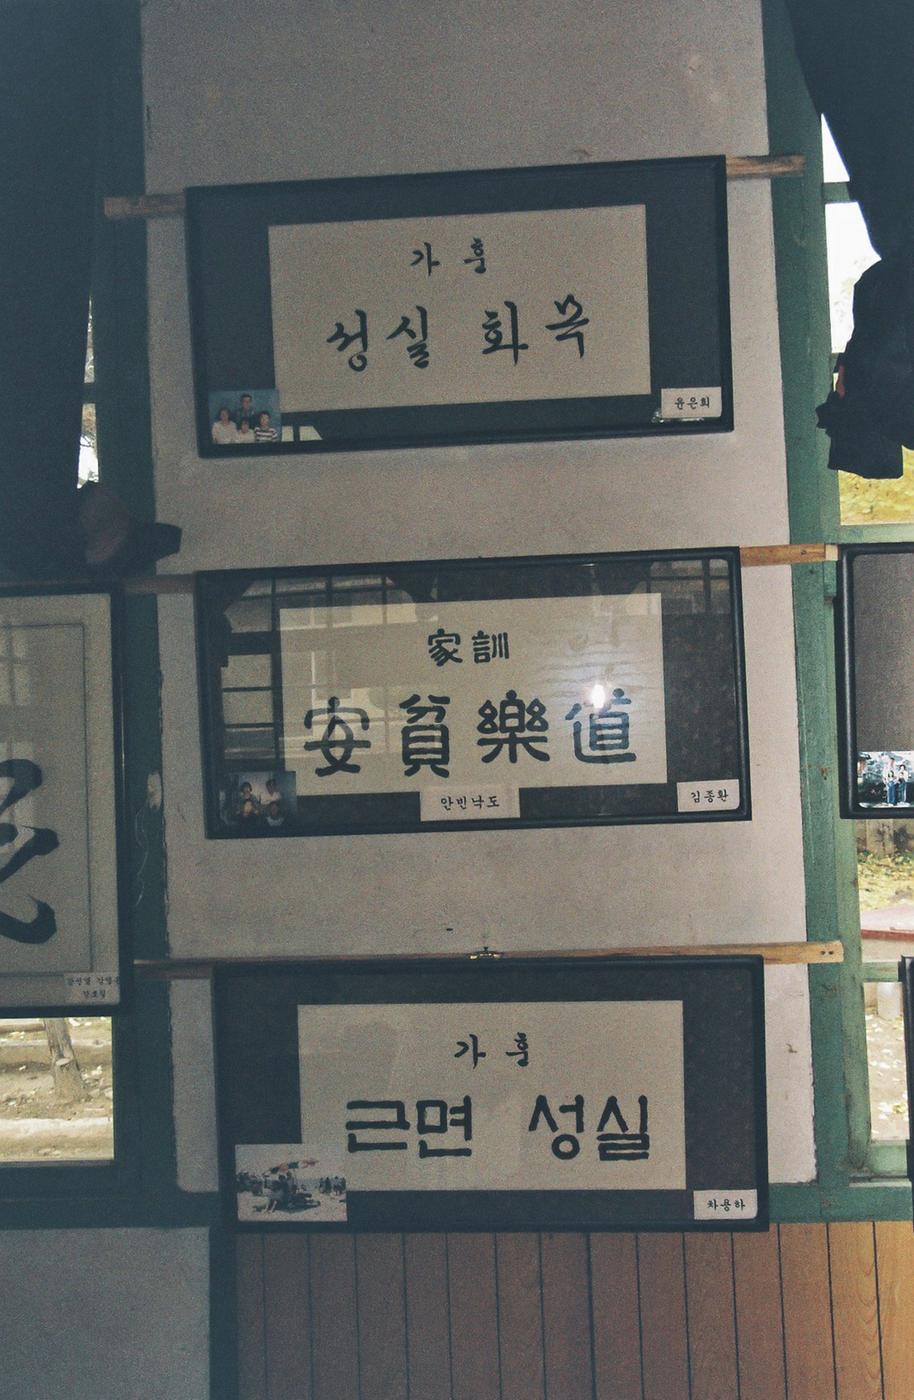 가훈
성실 화목
윤은희
家訓
安貧樂道
안빈낙도
김종환
가훈
근면 성실
차용하